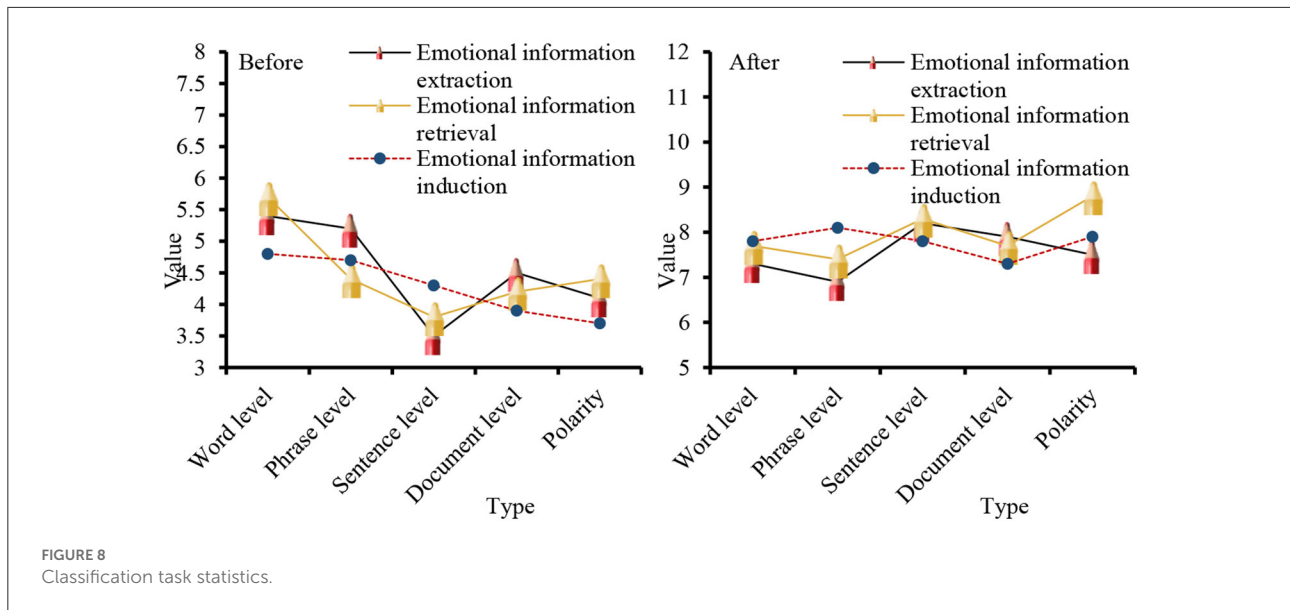 Before
8
7.5
7
6.5
6
5.5
5
4.5
4
3.5
3
Value
Emotional information
extraction
Emotional information
retrieval
Emotional information
induction
Word level
Phrase level
Sentence level
Document level
Polarity
Type
After
12
11
10
9
8
7
6
5
Value
Emotional information
extraction
Emotional information
retrieval
Emotional information
induction
Word level
Phrase level
Sentence level
Document level
Polarity
Type
FIGURE 8
Classification task statistics.